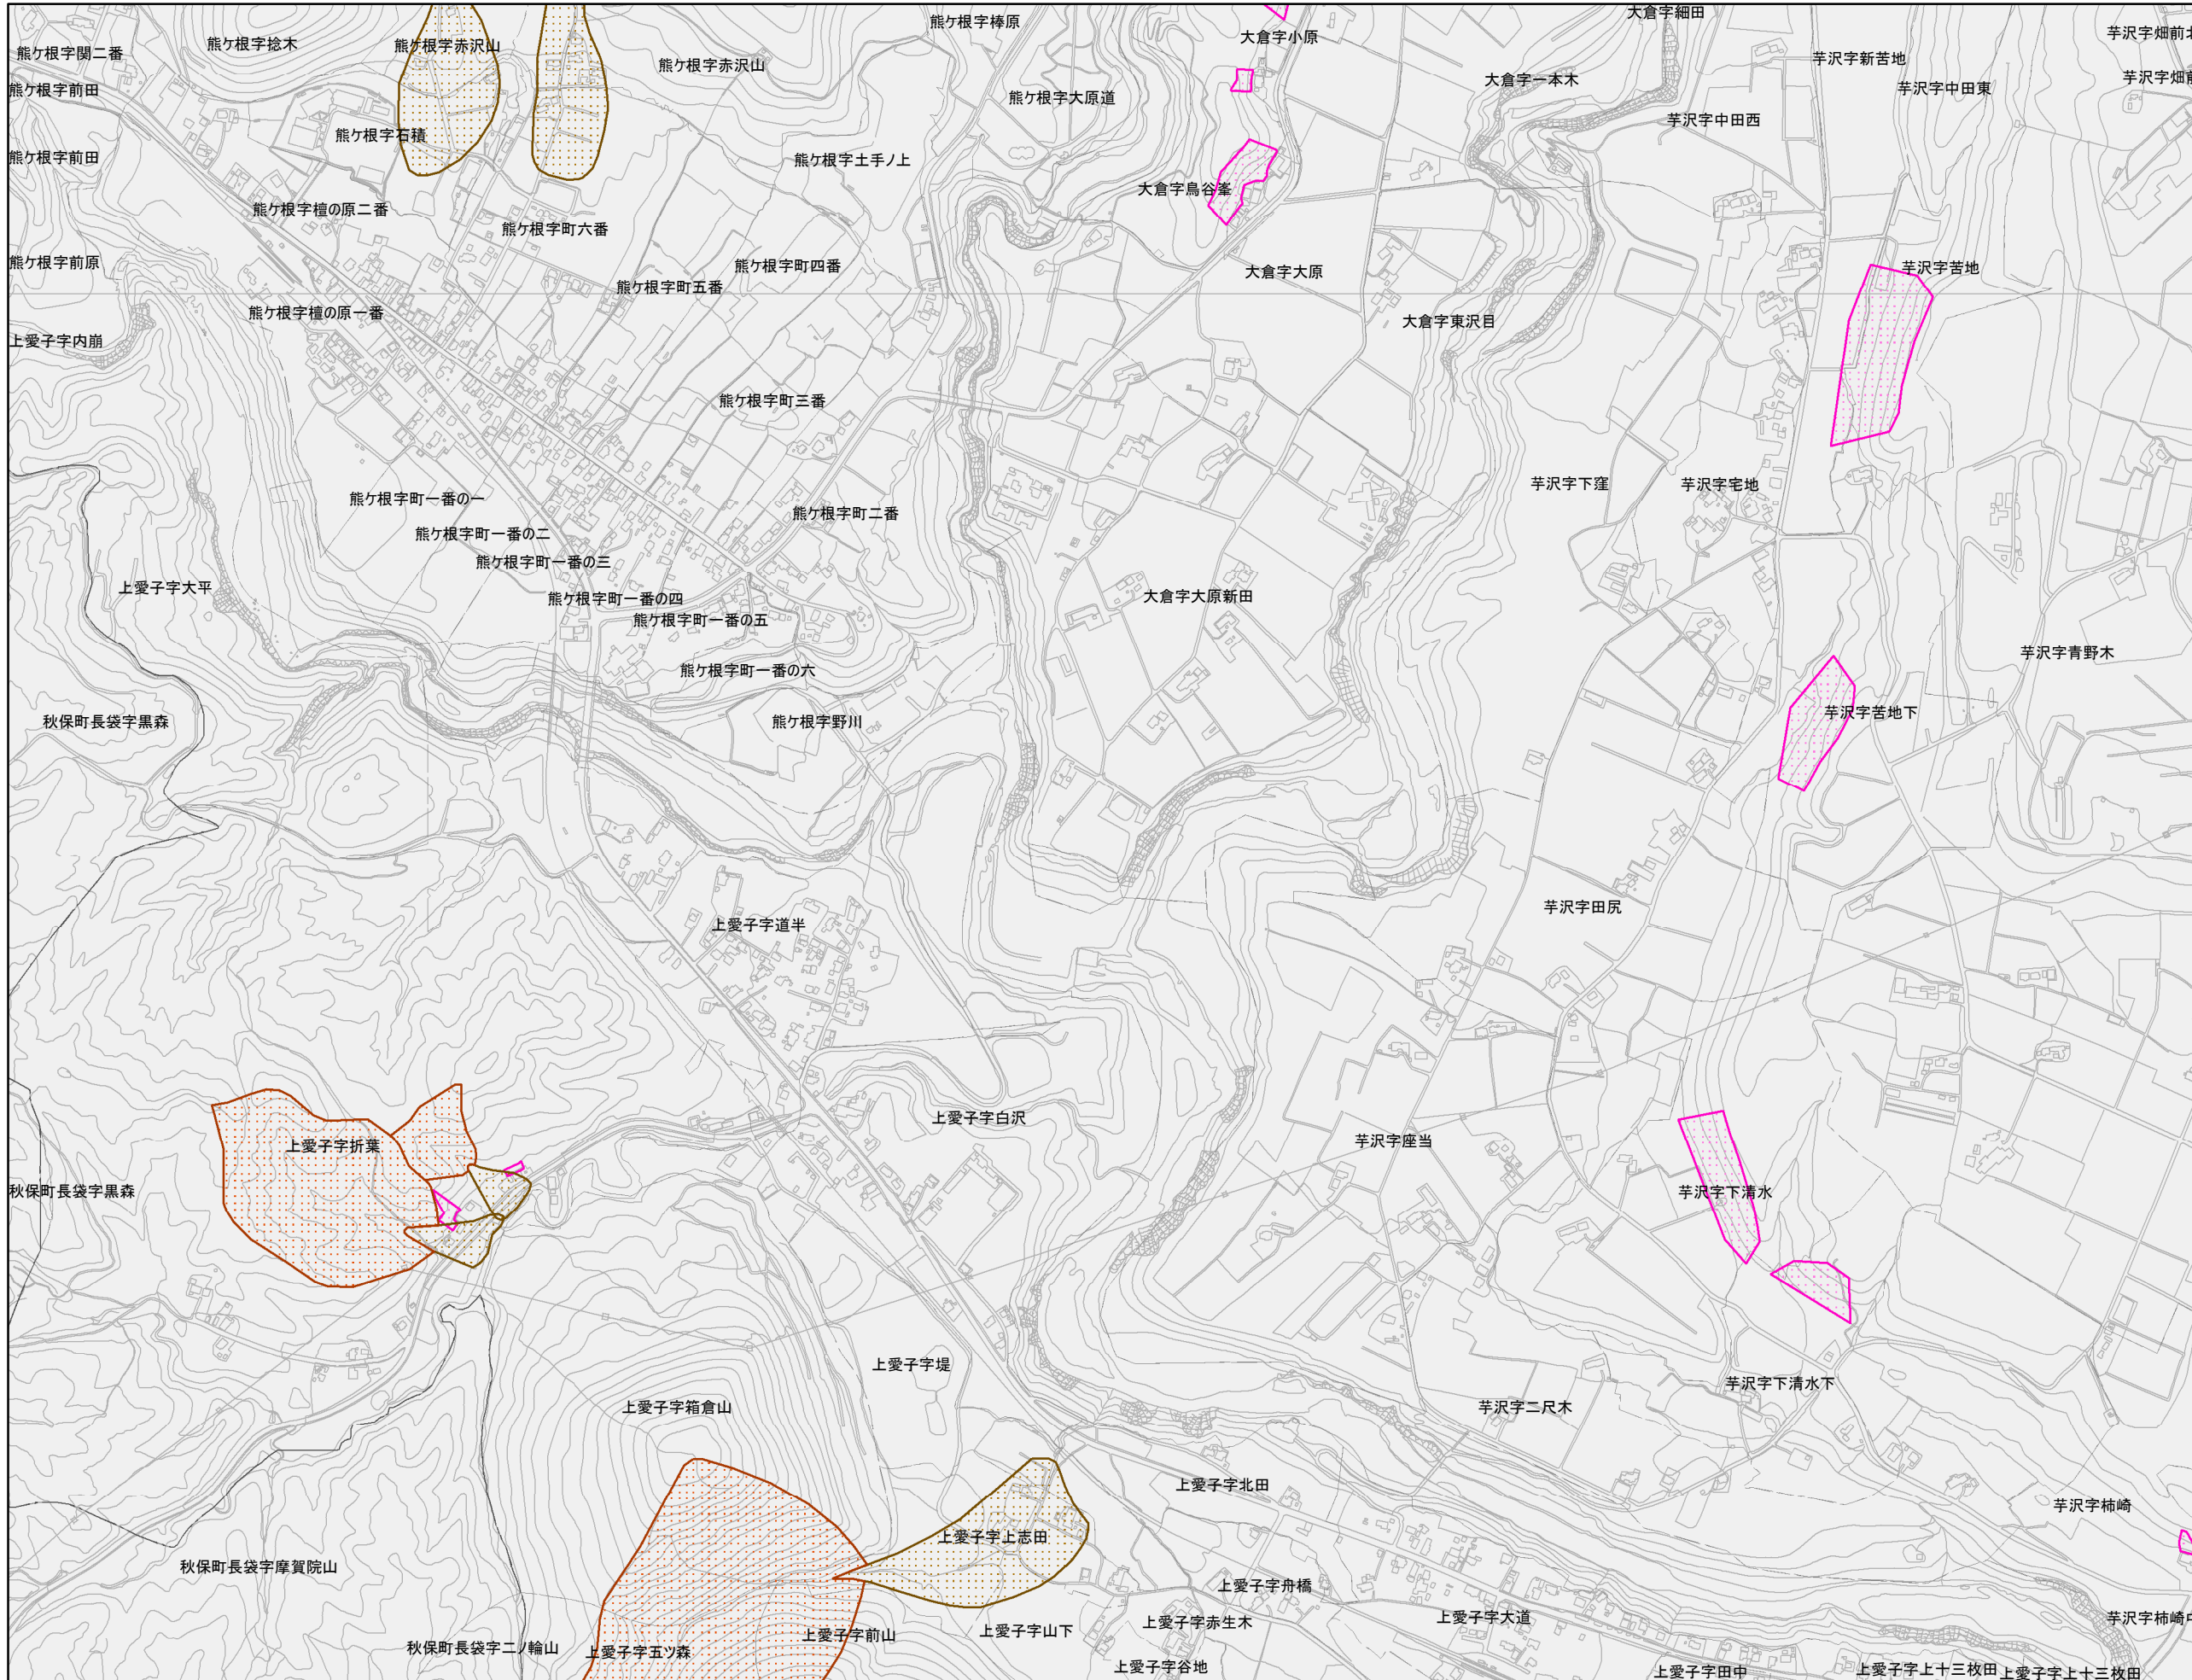 熊ケ根字棒原
大倉字細田
芋沢字畑前北
大倉字小原
熊ケ根字捻木
熊ケ根字赤沢山
熊ケ根字関二番
芋沢字新苦地
熊ケ根字赤沢山
芋沢字畑前
大倉字一本木
熊ケ根字前田
芋沢字中田東
熊ケ根字大原道
芋沢字中田西
熊ケ根字石積
熊ケ根字前田
熊ケ根字土手ノ上
大倉字鳥谷峯
熊ケ根字檀の原二番
熊ケ根字町六番
熊ケ根字前原
熊ケ根字町四番
芋沢字苦地
大倉字大原
熊ケ根字町五番
熊ケ根字檀の原一番
大倉字東沢目
上愛子字内崩
熊ケ根字町三番
芋沢字下窪
芋沢字宅地
熊ケ根字町一番の一
熊ケ根字町二番
熊ケ根字町一番の二
熊ケ根字町一番の三
上愛子字大平
大倉字大原新田
熊ケ根字町一番の四
熊ケ根字町一番の五
芋沢字青野木
熊ケ根字町一番の六
芋沢字苦地下
秋保町長袋字黒森
熊ケ根字野川
芋沢字田尻
上愛子字道半
上愛子字白沢
芋沢字座当
上愛子字折葉
秋保町長袋字黒森
芋沢字下清水
上愛子字堤
芋沢字下清水下
上愛子字箱倉山
芋沢字二尺木
上愛子字北田
芋沢字柿崎
上愛子字上志田
秋保町長袋字摩賀院山
上愛子字舟橋
上愛子字大道
芋沢字柿崎中
上愛子字赤生木
上愛子字山下
上愛子字前山
秋保町長袋字二ノ輪山
上愛子字五ツ森
上愛子字谷地
上愛子字田中
上愛子字上十三枚田
上愛子字上十三枚田